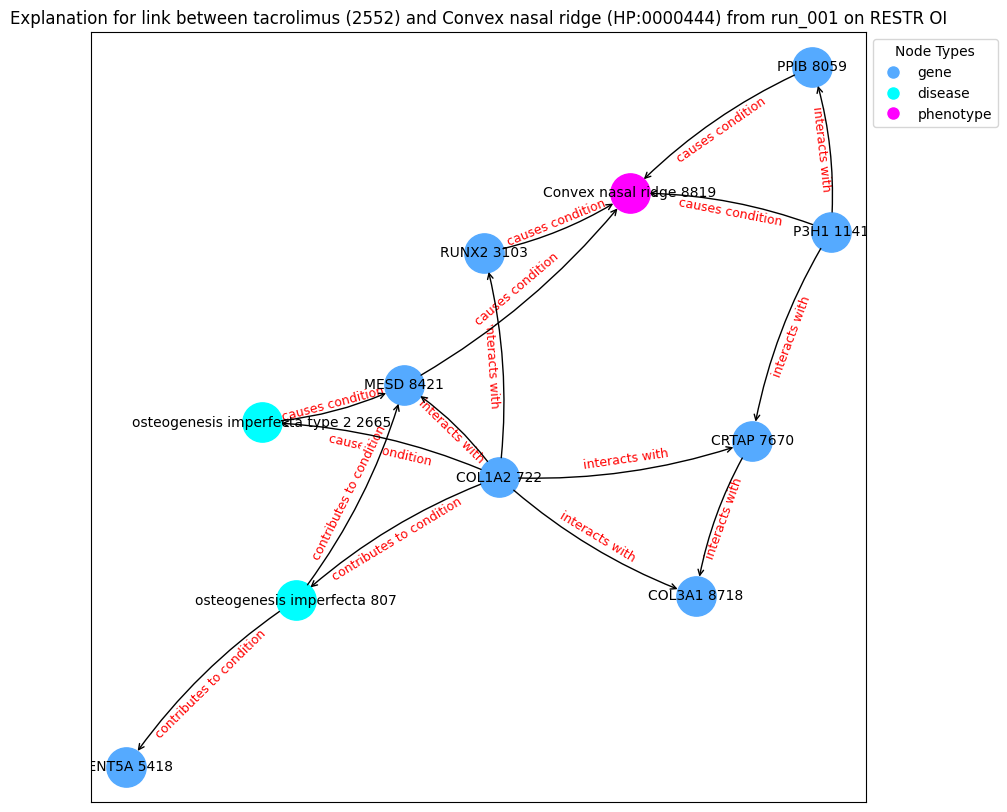 Explanation for link between tacrolimus (2552) and Convex nasal ridge (HP:0000444) from run_001 on RESTR OI
Node Types
gene
disease
phenotype
PPIB 8059
causes condition
interacts with
Convex nasal ridge 8819
causes condition
P3H1 1141
causes condition
RUNX2 3103
causes condition
interacts with
interacts with
MESD 8421
causes condition
osteogenesis imperfecta type 2 2665
interacts with
CRTAP 7670
causes condition
interacts with
COL1A2 722
contributes to condition
interacts with
interacts with
contributes to condition
COL3A1 8718
osteogenesis imperfecta 807
contributes to condition
ENT5A 5418